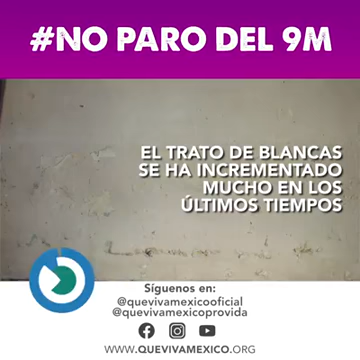 #NO PARO DEL 9M
EL TRATO DE BLANCAS
SE HA INCREMENTADO
MUCHO EN LOS
ÚLTIMOS TIEMPOS
Síguenos en:
@quevivamexicooficial
@quevivamexicoprovida
WWW.QUEVIVAMEXICO.ORG